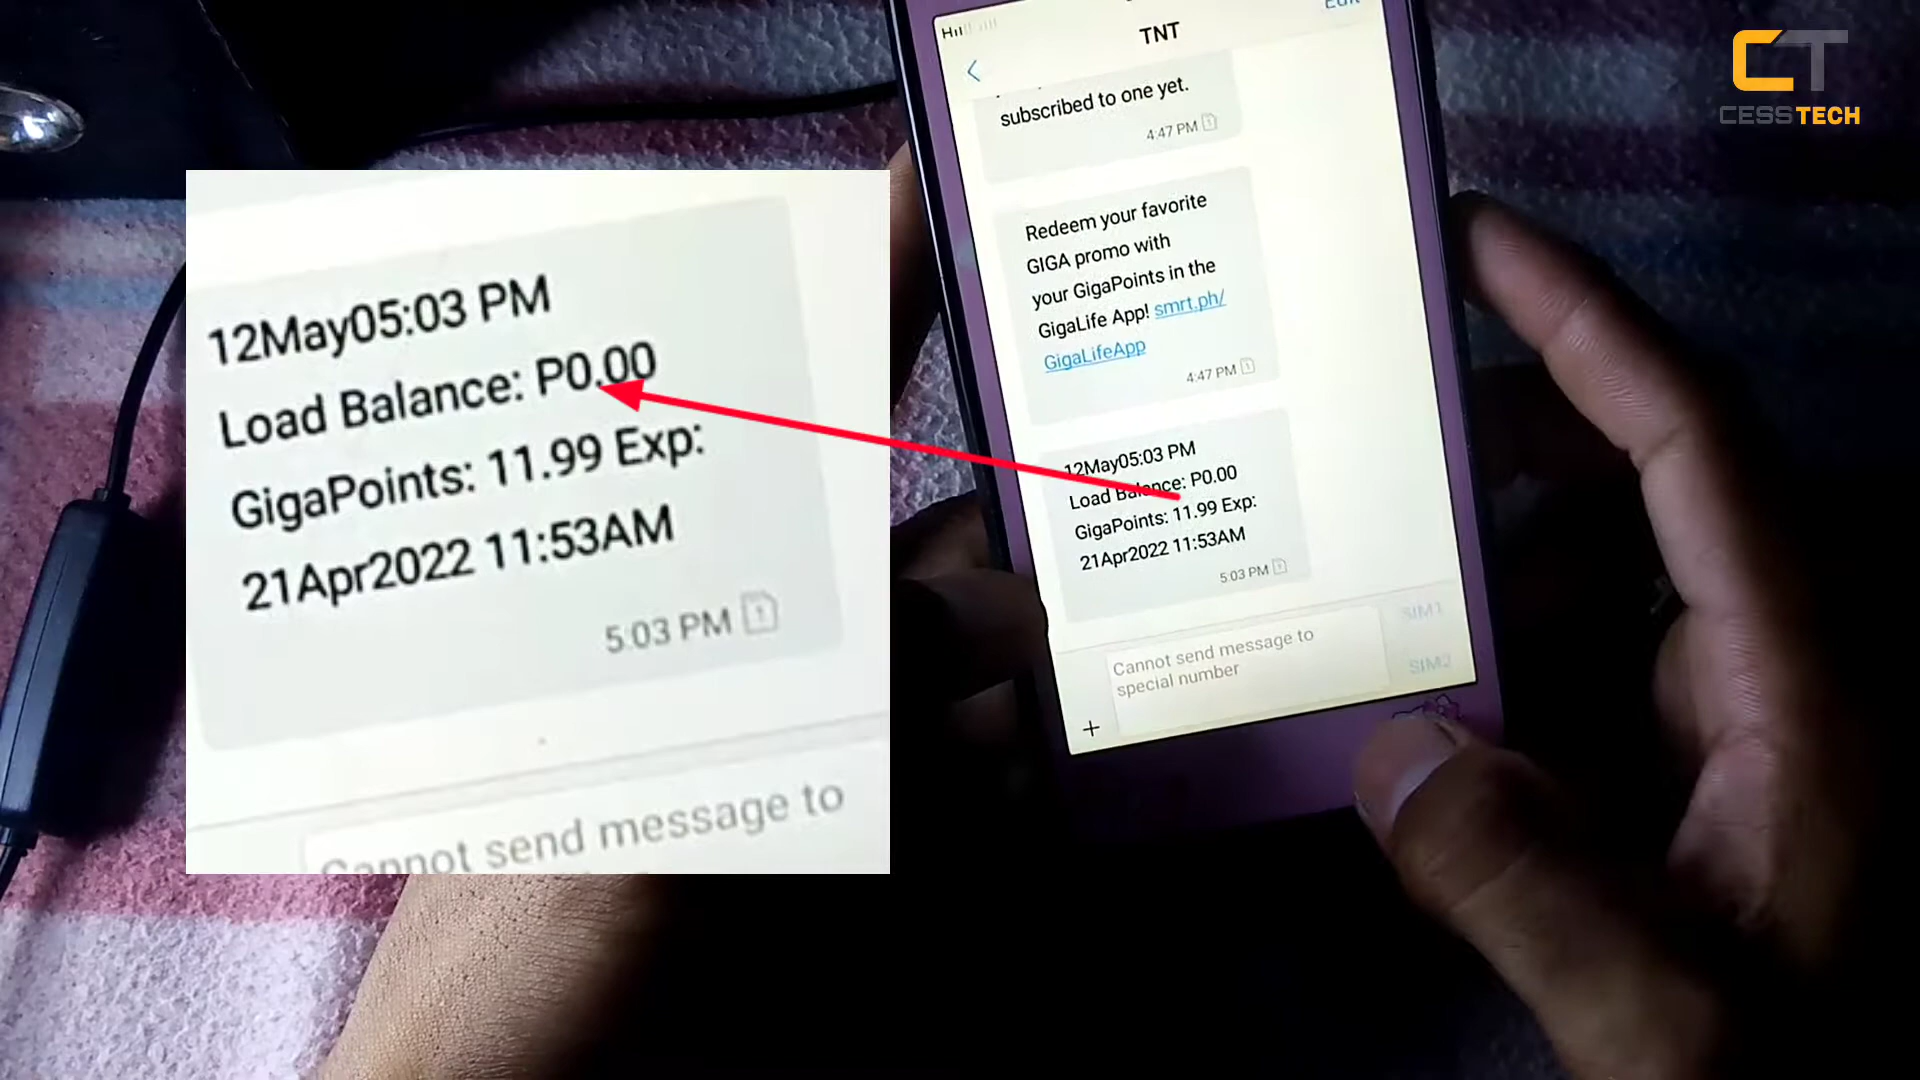 CT
CESSTECH
TNT
subscribed to one yet.
4:47 PM
Redeem your favorite
GIGA promo with
your GigaPoints in the
GigaLife App! smrt.ph/
GigaLifeApp
4:47 PM
12May05:03 PM
Load Balance: P0.00
GigaPoints: 11.99 Exp:
21Apr2022 11:53AM
5:03 PM
Cannot send message to
special number
SIM1
SIM2
12May05:03 PM
Load Balance: P0.00
GigaPoints: 11.99 Exp:
21Apr2022 11:53AM
5:03 PM
Cannot send message to